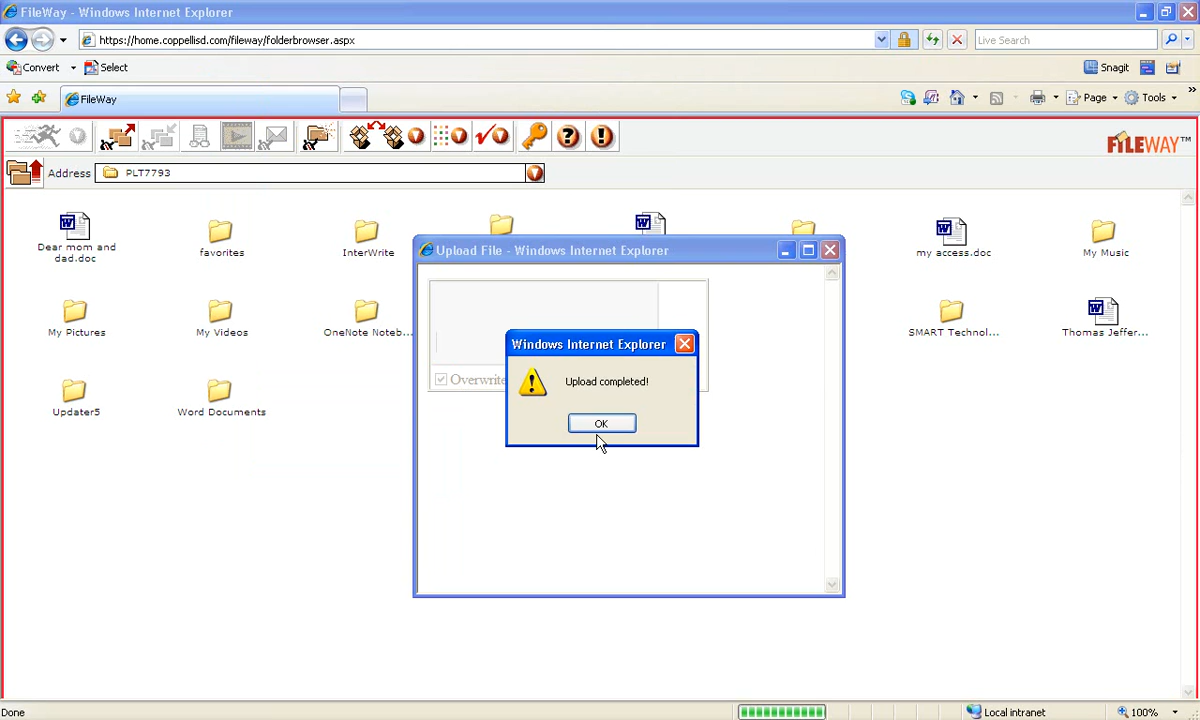 FileWay - Windows Internet Explorer
https://home.coppellisd.com/fileway/folderbrowser.aspx
Live Search
Convert
Select
Snagit
FileWay
Page
Tools
FILEWAY™
Address
PLT7793
Dear mom and
dad.doc
favorites
InterWrite
my access.doc
My Music
Upload File - Windows Internet Explorer
My Pictures
My Videos
OneNote Noteb...
SMART Technol...
Thomas Jeffer...
Windows Internet Explorer
Upload completed!
OK
Overwrite
Updater5
Word Documents
Done
Local intranet
100%